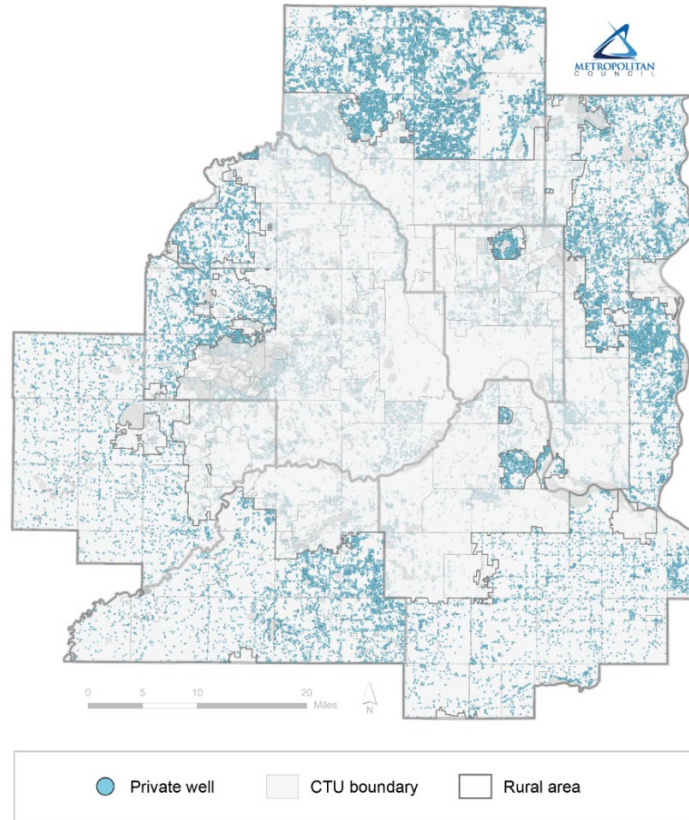 METROPOLITAN
COUNCIL
0 5 10 20
Miles
N
Private well
CTU boundary
Rural area